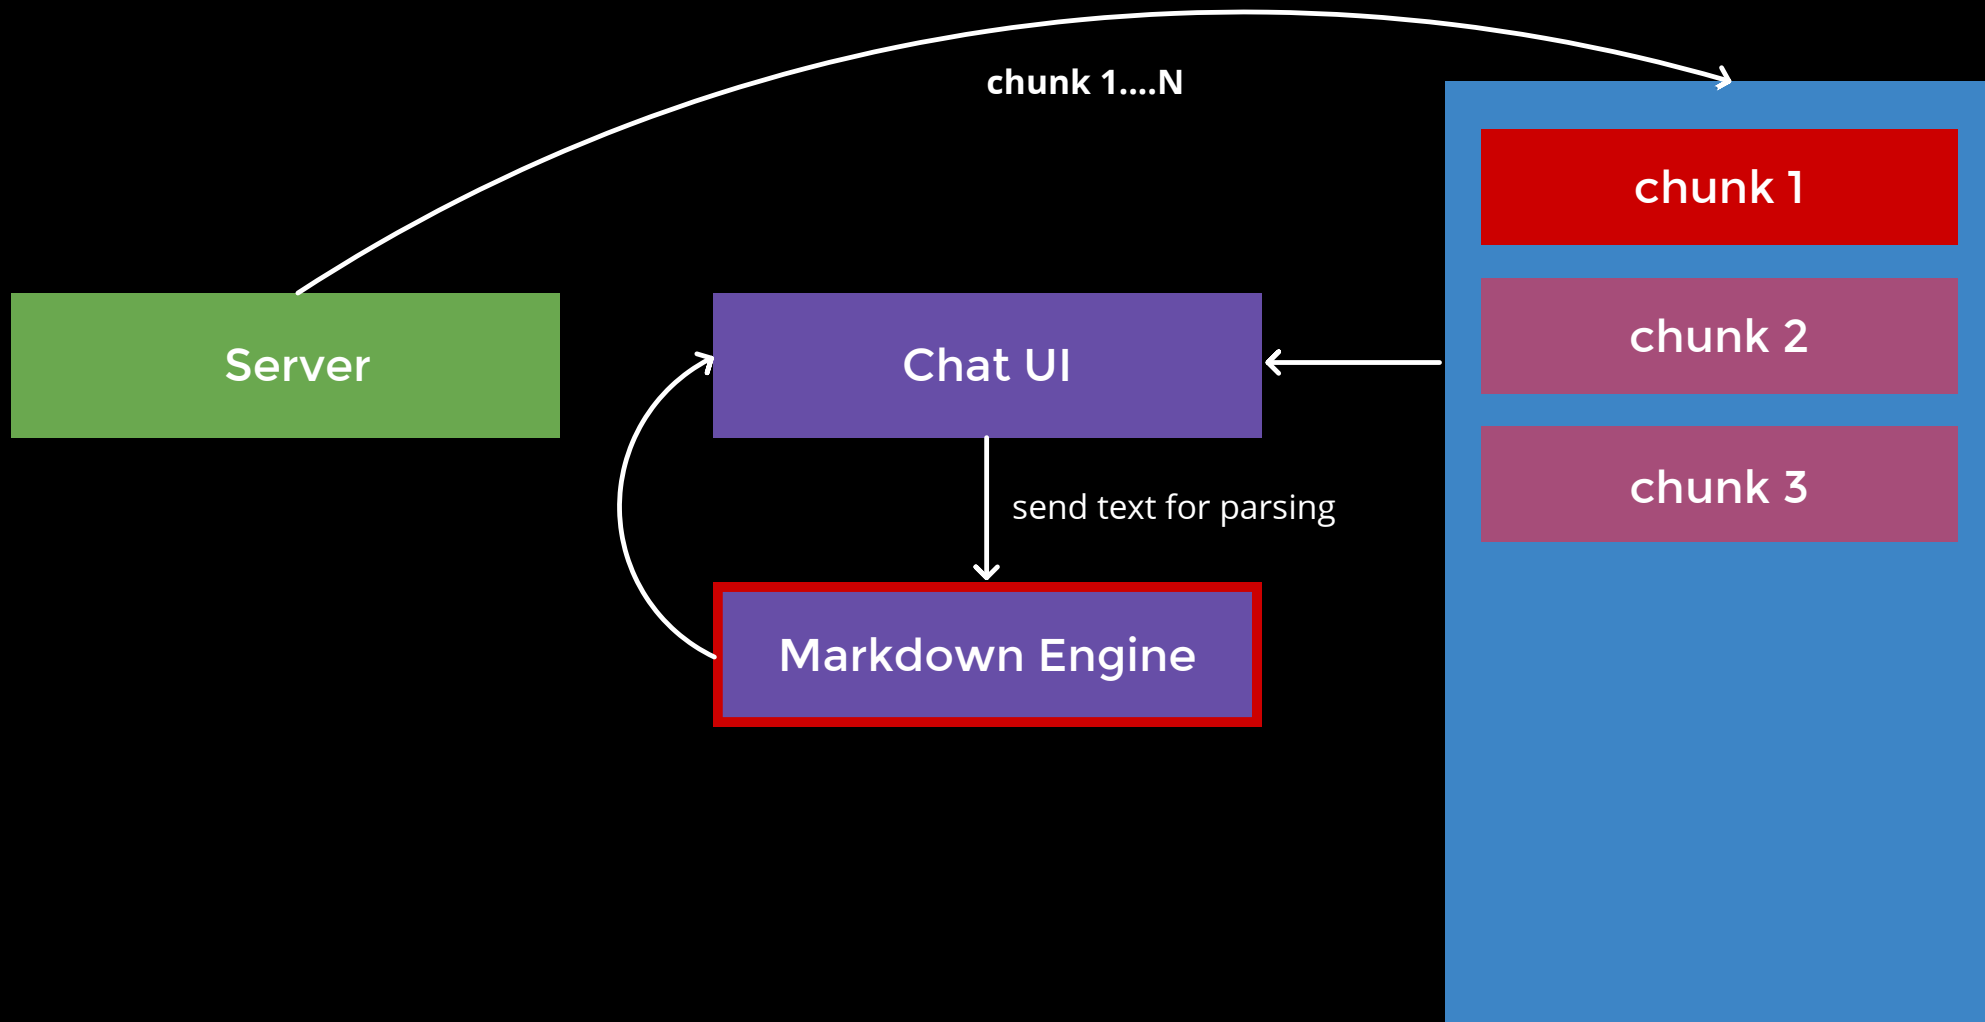 chunk 1....N
chunk 1
chunk 2
chunk 3
Server
Chat UI
send text for parsing
Markdown Engine